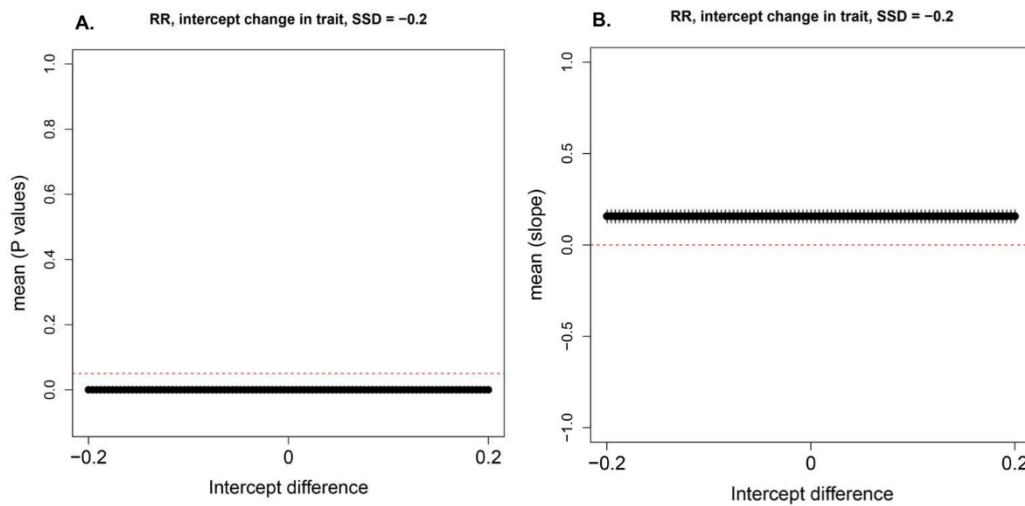 A.
RR, intercept change in trait, SSD = −0.2
mean (P values)
1.0
0.8
0.6
0.4
0.2
0.0
−0.2
0
0.2
Intercept difference
B.
RR, intercept change in trait, SSD = −0.2
mean (slope)
1.0
0.5
0.0
−0.5
−1.0
−0.2
0
0.2
Intercept difference